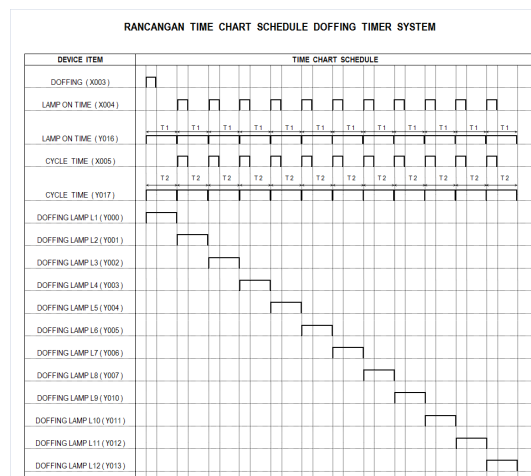 RANCANGAN TIME CHART SCHEDULE DOFFING TIMER SYSTEM
DEVICE ITEM TIME CHART SCHEDULE
DOFFING ( X003 )
LAMP ON TIME ( X004 )
T 1 T 1 T 1 T 1 T 1 T 1 T 1 T 1 T 1 T 1 T 1 T 1
LAMP ON TIME ( Y016 )
CYCLE TIME ( X005 )
T 2 T 2 T 2 T 2 T 2 T 2 T 2 T 2 T 2 T 2 T 2 T 2
CYCLE TIME ( Y017 )
DOFFING LAMP L1 ( Y000 )
DOFFING LAMP L2 ( Y001 )
DOFFING LAMP L3 ( Y002 )
DOFFING LAMP L4 ( Y003 )
DOFFING LAMP L5 ( Y004 )
DOFFING LAMP L6 ( Y005 )
DOFFING LAMP L7 ( Y006 )
DOFFING LAMP L8 ( Y007 )
DOFFING LAMP L9 ( Y010 )
DOFFING LAMP L10 ( Y011 )
DOFFING LAMP L11 ( Y012 )
DOFFING LAMP L12 ( Y013 )